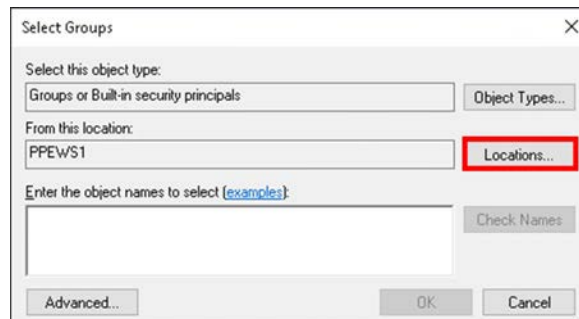 Select Groups
Select this object type:
Groups or Built-in security principals
Object Types...
From this location:
PPEWS1
Locations...
Enter the object names to select (examples):
Check Names
Advanced...
OK
Cancel